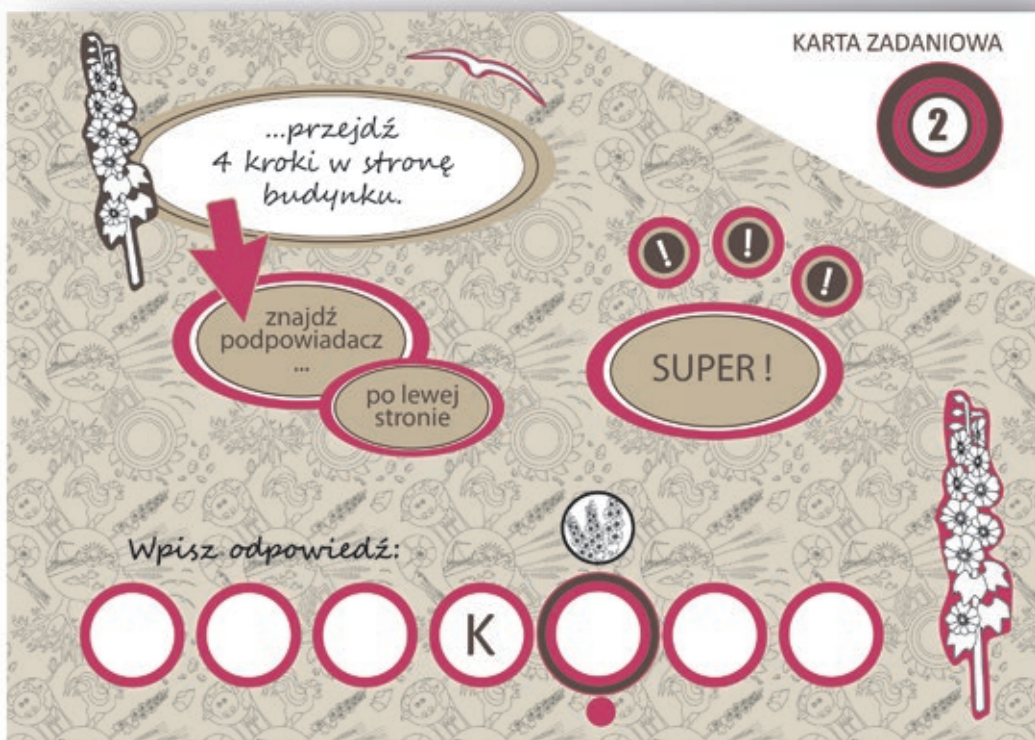 KARTA ZADANIOWA
2
...przejdź
4 kroki w stronę
budynku.
! ! !
znajdź
podpowiadacz
...
po lewej
stronie
SUPER !
Wpisz odpowiedź:
K